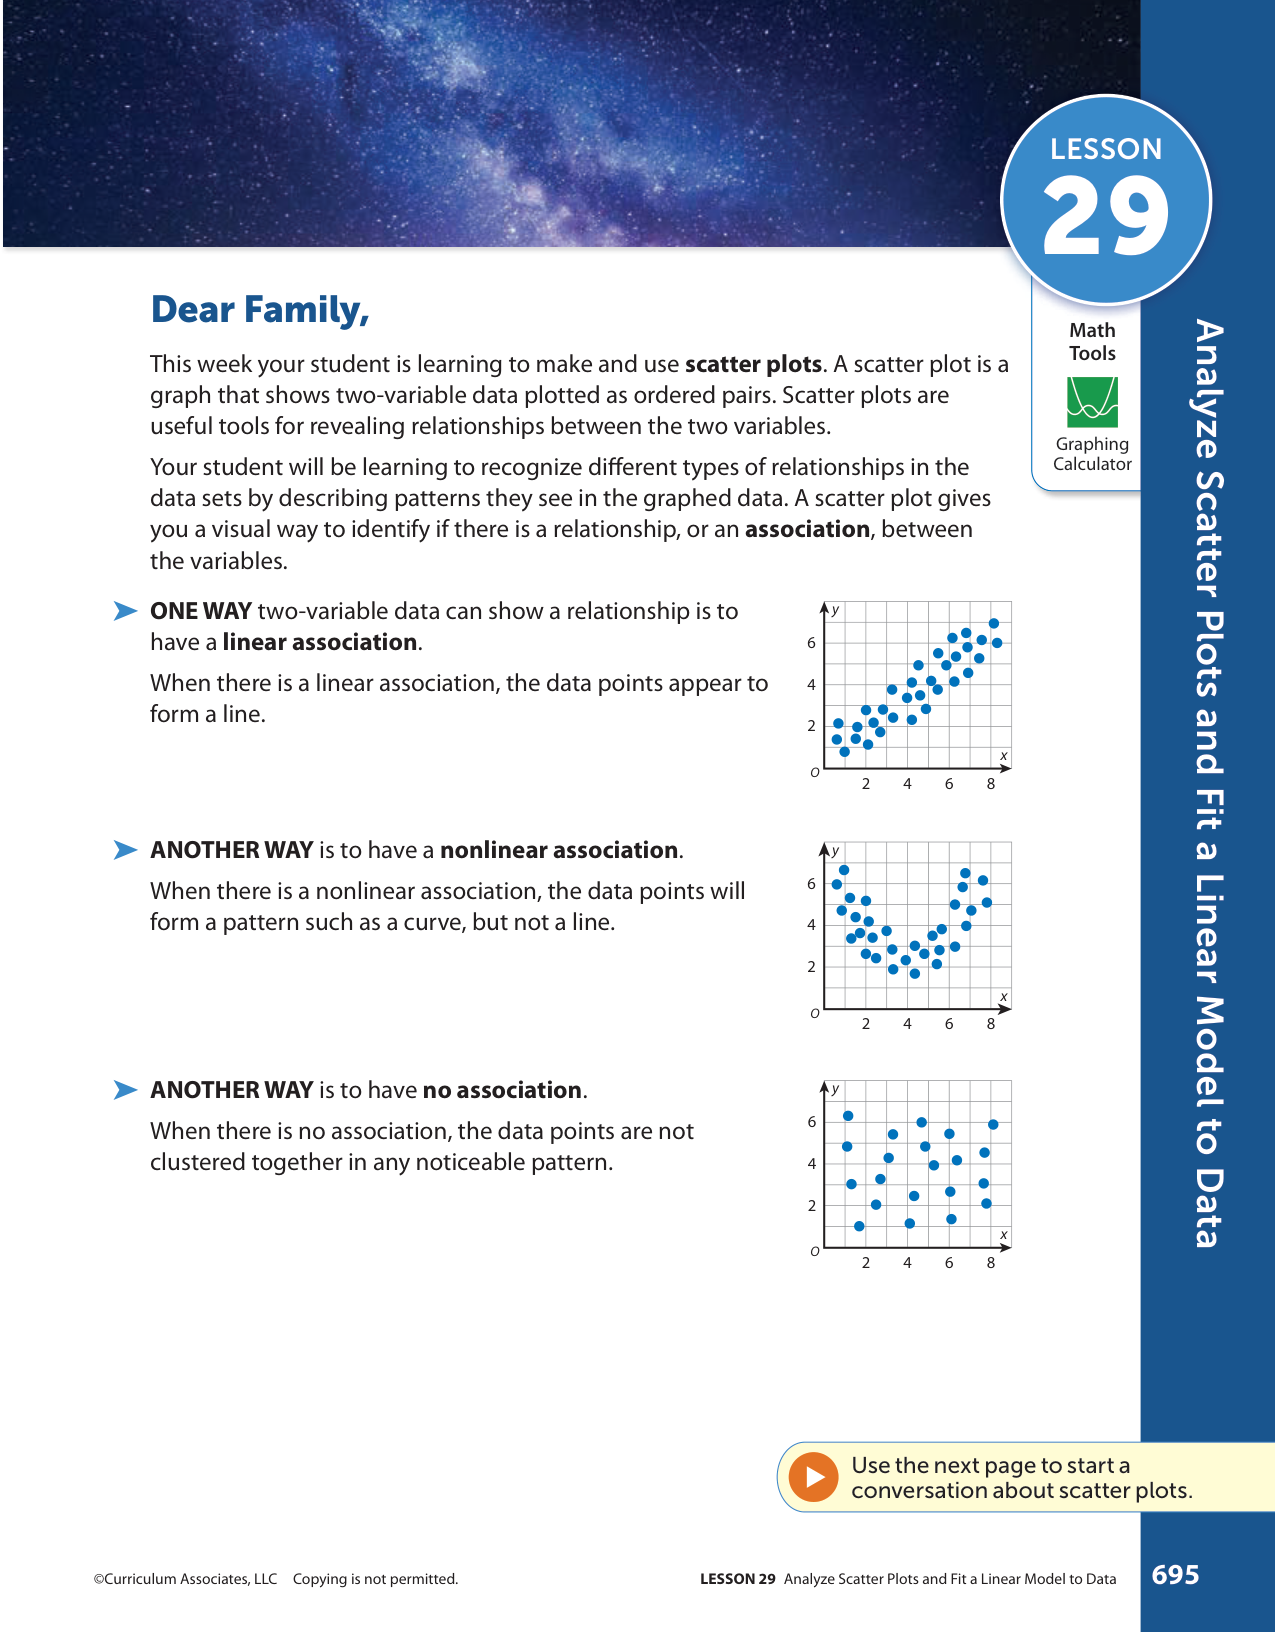 LESSON
29
Dear Family,
This week your student is learning to make and use scatter plots. A scatter plot is a
graph that shows two-variable data plotted as ordered pairs. Scatter plots are
useful tools for revealing relationships between the two variables.
Your student will be learning to recognize different types of relationships in the
data sets by describing patterns they see in the graphed data. A scatter plot gives
you a visual way to identify if there is a relationship, or an association, between
the variables.
Math
Tools
Graphing
Calculator
Analyze Scatter Plots and Fit a Linear Model to Data
ONE WAY two-variable data can show a relationship is to
have a linear association.
When there is a linear association, the data points appear to
form a line.
y
6
4
2
O
x
2 4 6 8
ANOTHER WAY is to have a nonlinear association.
When there is a nonlinear association, the data points will
form a pattern such as a curve, but not a line.
y
6
4
2
O
x
2 4 6 8
ANOTHER WAY is to have no association.
When there is no association, the data points are not
clustered together in any noticeable pattern.
y
6
4
2
O
x
2 4 6 8
Use the next page to start a
conversation about scatter plots.
©Curriculum Associates, LLC Copying is not permitted.
LESSON 29 Analyze Scatter Plots and Fit a Linear Model to Data
695